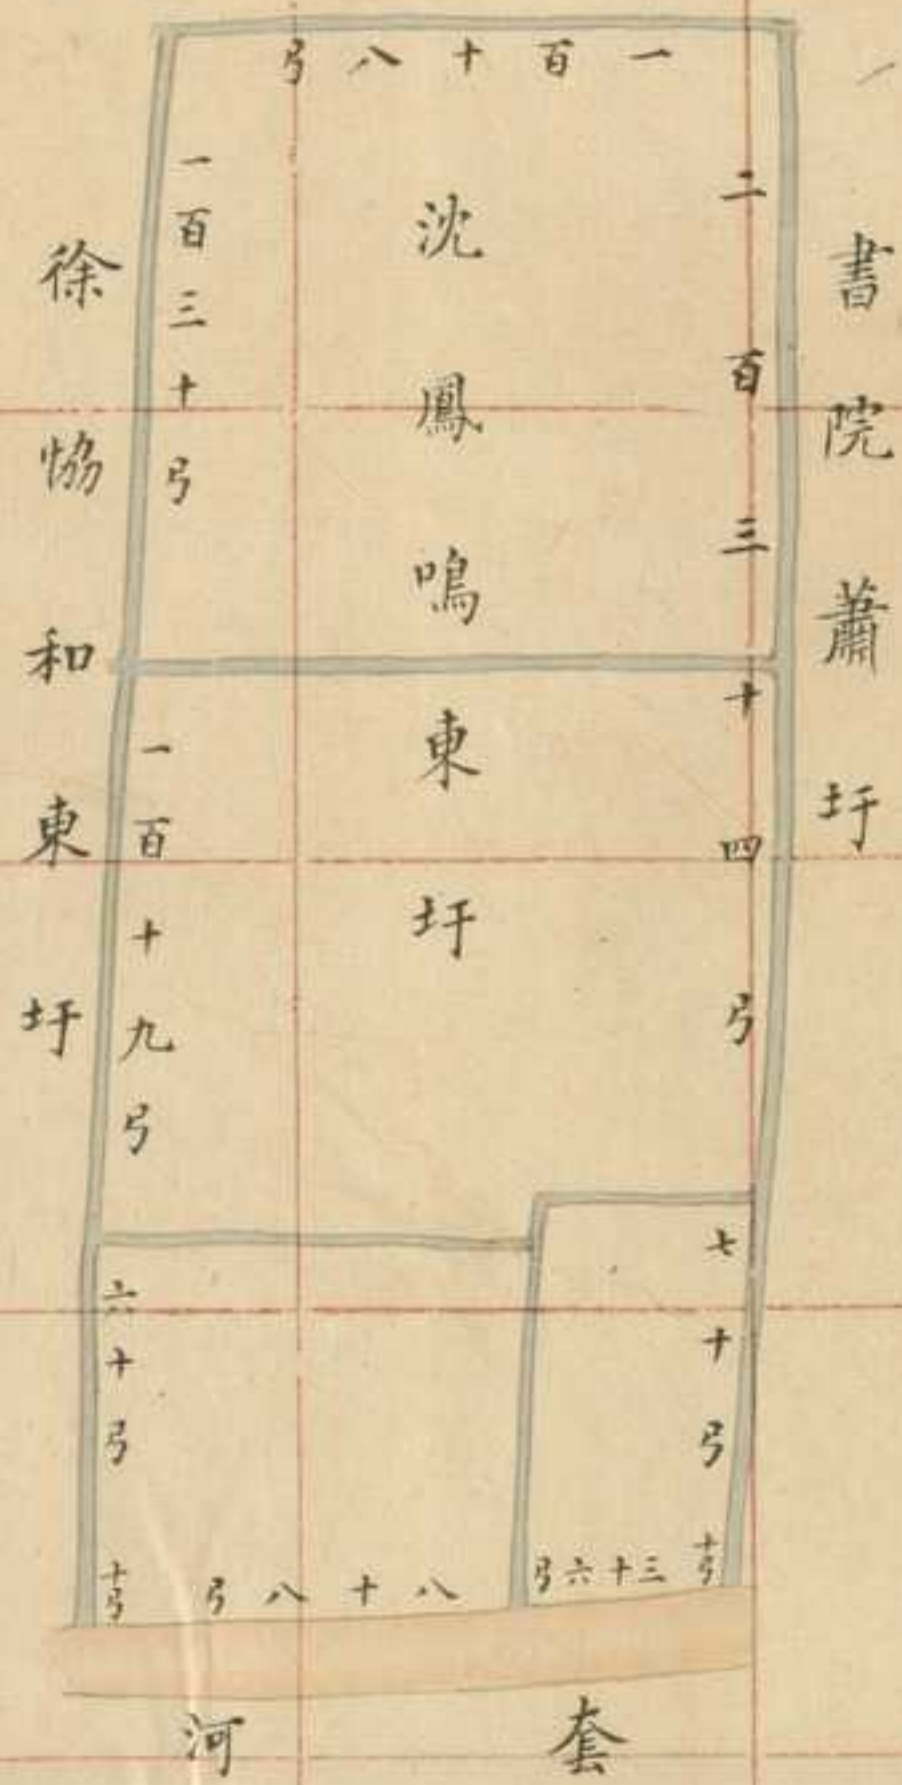 書院蕭圩
一百十八弓
二百三十四弓
沈鳳鳴東圩
一百三十弓
一百十九弓
徐恊和東圩
七十弓
十弓
三十六弓
八十八弓
六十弓
十弓
套河